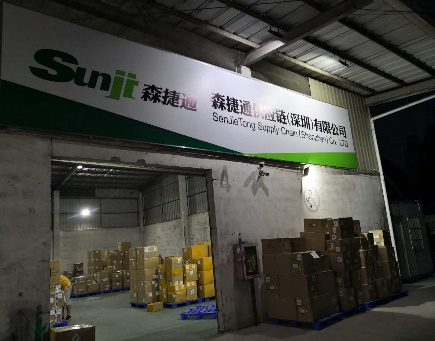 Sunjt 森捷通 森捷通供应链(深圳)有限公司
SenJieTong Supply Chain (Shenzhen) Co., LTD